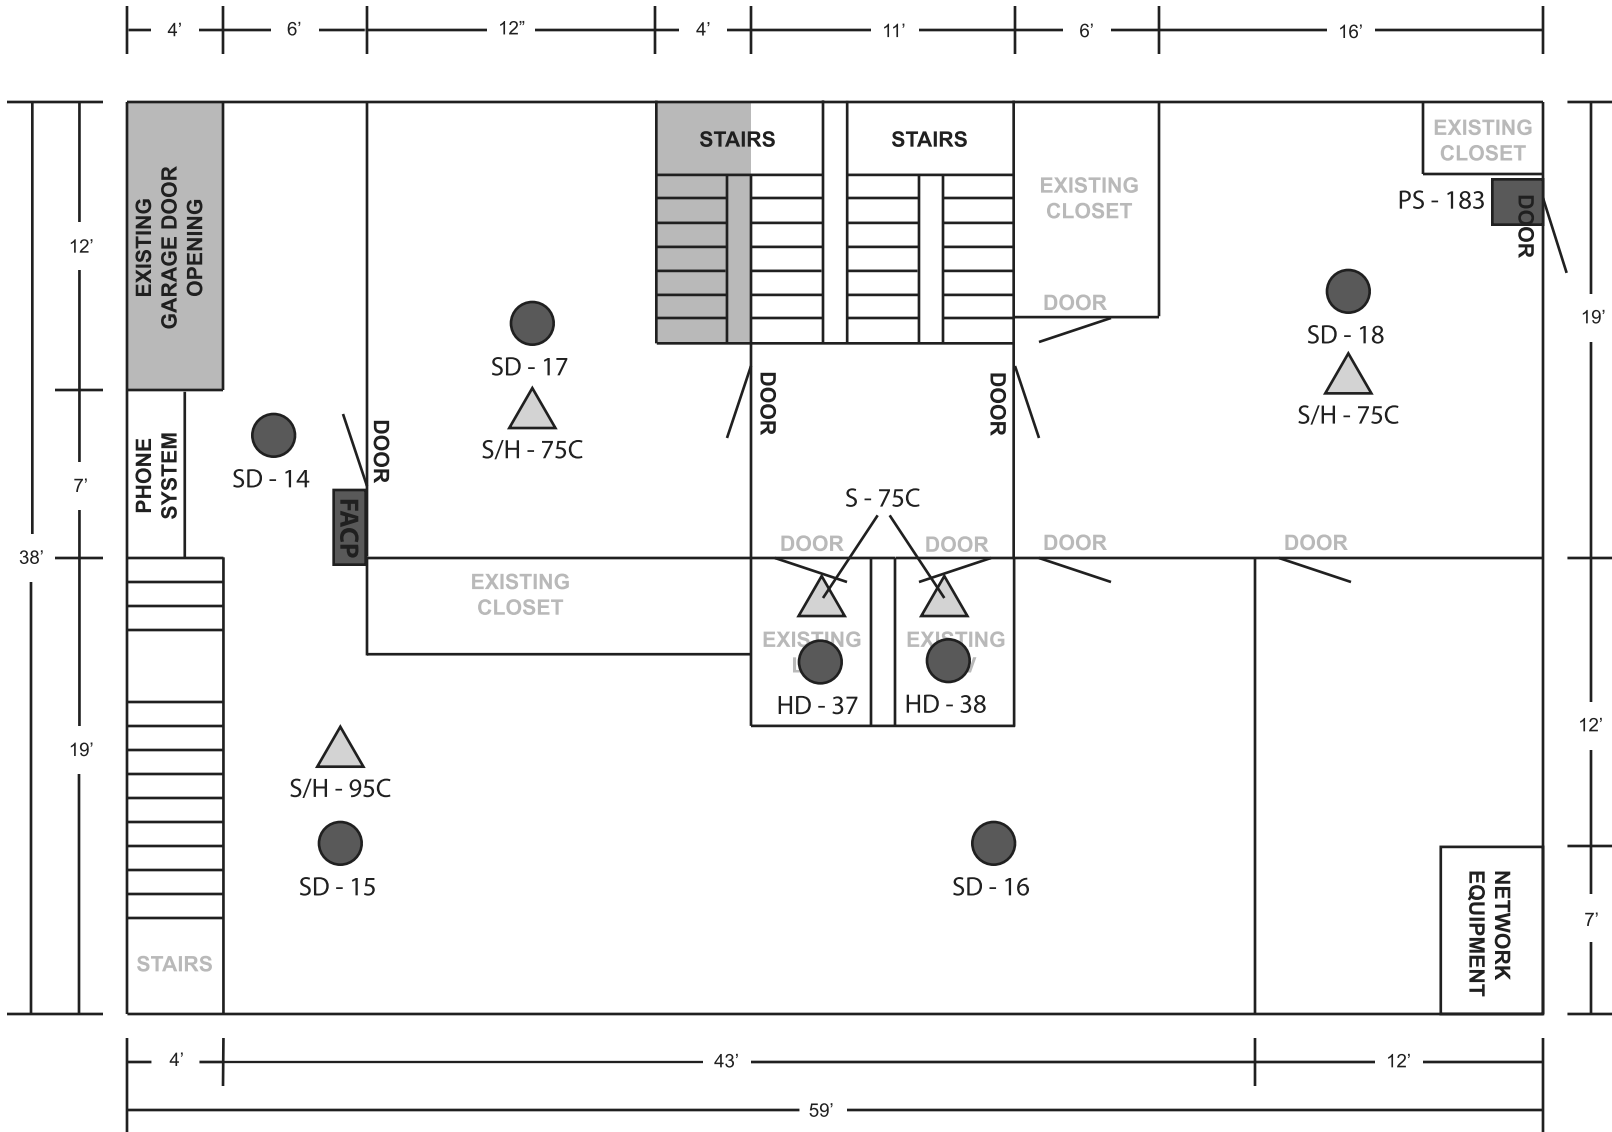 4’
6’
12”
4’
11’
6’
16’
STAIRS
STAIRS
EXISTING
CLOSET
EXISTING
CLOSET
DOOR
PS - 183
DOOR
EXISTING
GARAGE DOOR
OPENING
12’
19’
SD - 17
S/H - 75C
SD - 18
S/H - 75C
DOOR
DOOR
DOOR
PHONE
SYSTEM
SD - 14
FACP
7’
S - 75C
38’
DOOR
DOOR
DOOR
DOOR
EXISTING
CLOSET
EXISTING
EXISTING
HD - 37
HD - 38
19’
12’
S/H - 95C
SD - 15
SD - 16
NETWORK
EQUIPMENT
7’
STAIRS
4’
43’
12’
59’